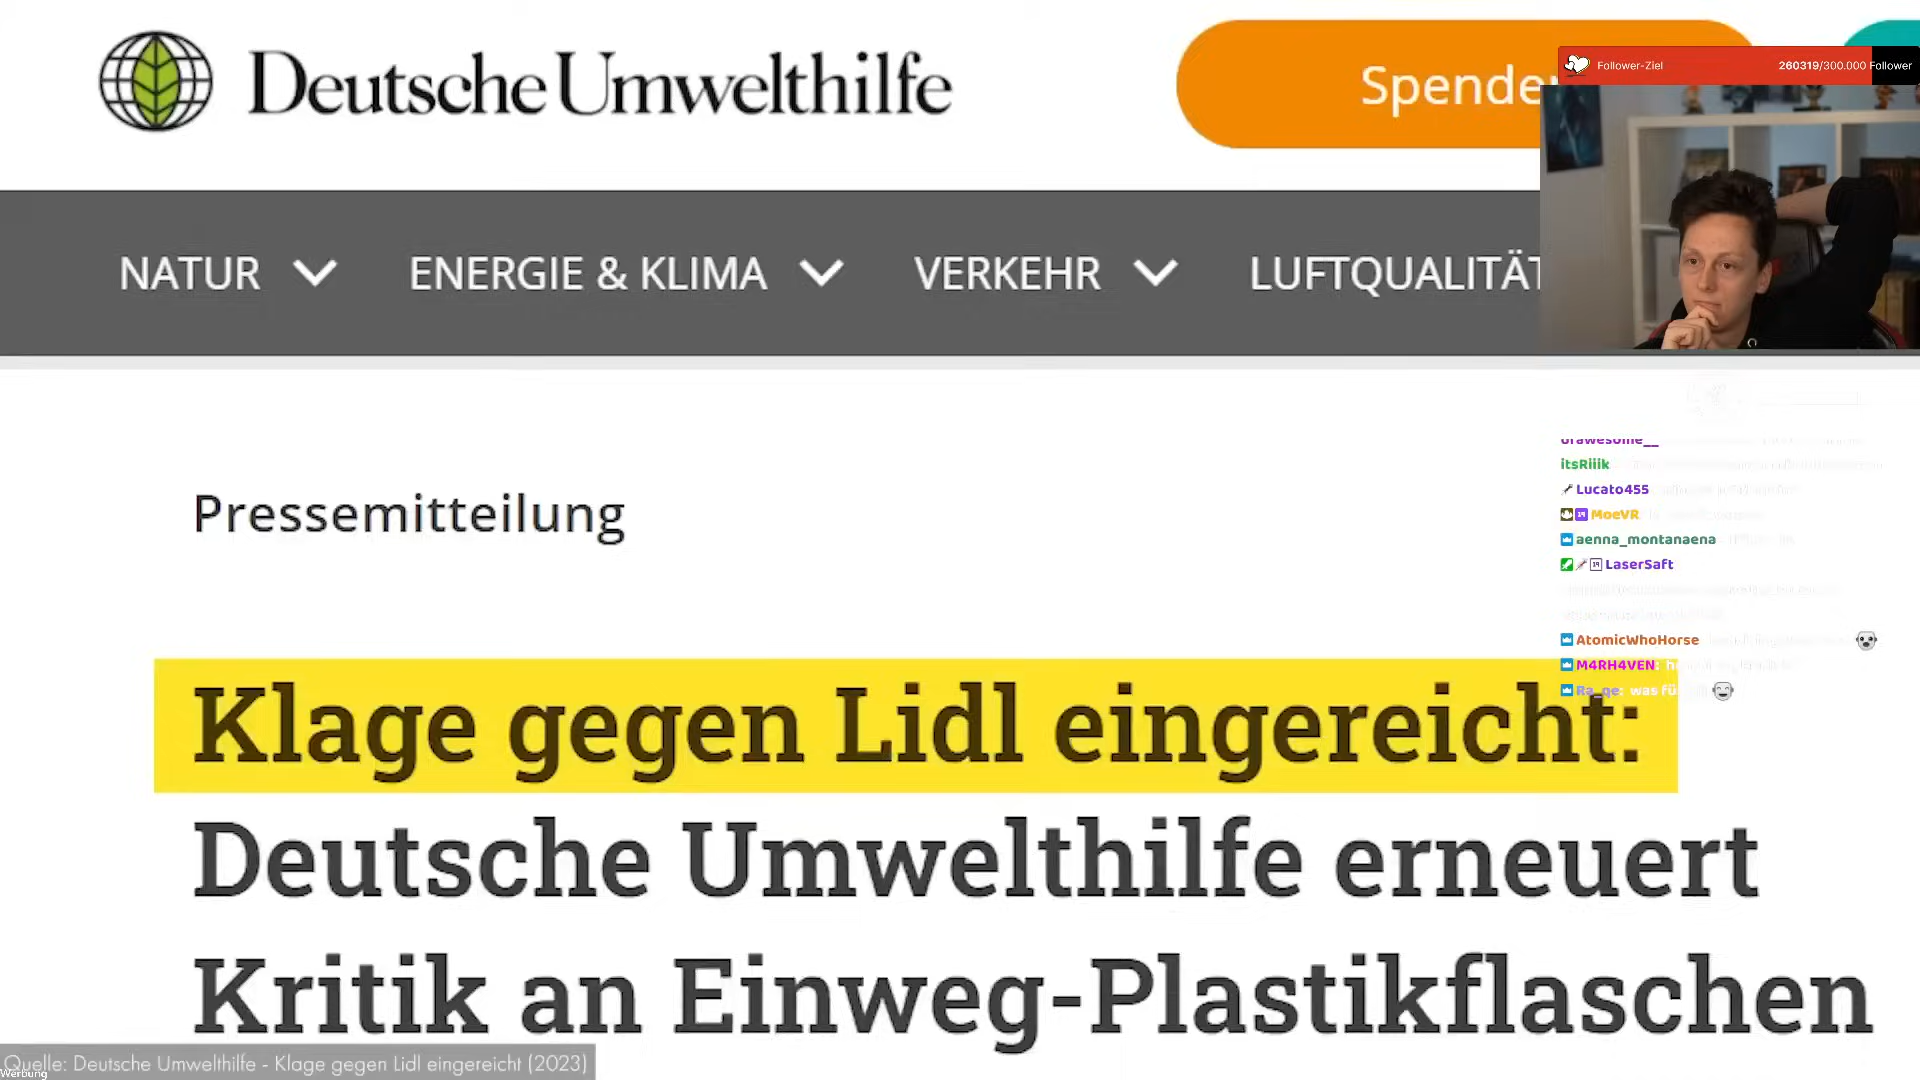 Deutsche Umwelthilfe
Spende
Follower-Ziel
260319/300.000 Follower
NATUR
ENERGIE & KLIMA
VERKEHR
LUFTQUALITÄT
Pressemitteilung
itsRiiik
Lucato455
MoeVR
aenna_montanaena
LaserSaft
AtomicWhoHorse
M4RH4VEN:
Ra_qe: was
Klage gegen Lidl eingereicht:
Deutsche Umwelthilfe erneuert
Kritik an Einweg-Plastikflaschen
Quelle: Deutsche Umwelthilfe - Klage gegen Lidl eingereicht (2023)
Werbung